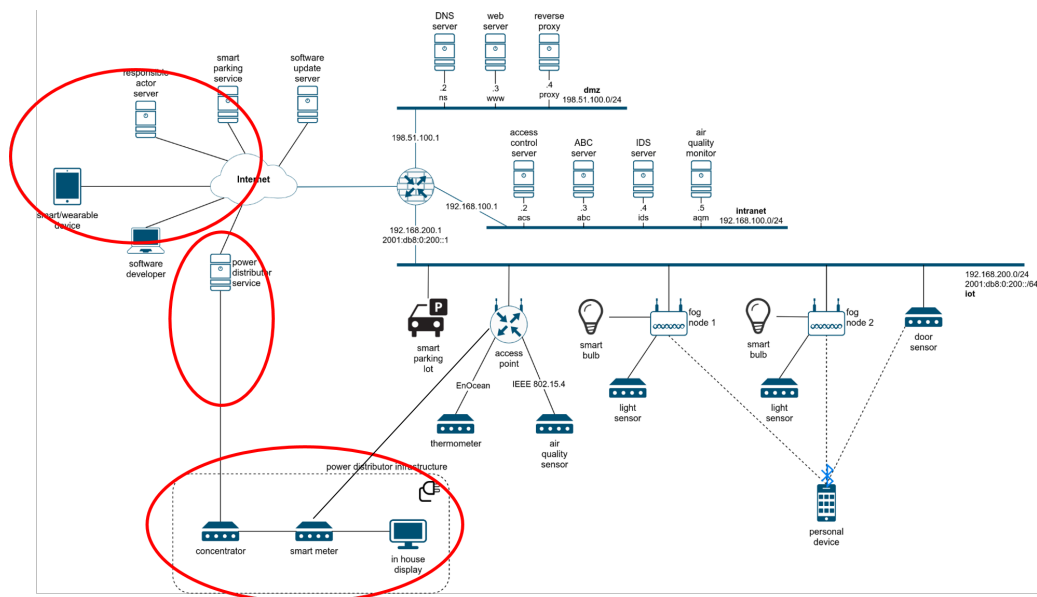 DNS
server
web
server
reverse
proxy
.2
ns
.3
www
.4
proxy
dmz
198.51.100.0/24
responsible
actor
server
smart
parking
service
software
update
server
198.51.100.1
access
control
server
ABC
server
IDS
server
air
quality
monitor
Internet
192.168.100.1
.2
acs
.3
abc
.4
ids
.5
aqm
intranet
192.168.100.0/24
smart/wearable
device
software
developer
192.168.200.1
2001:db8:0:200::1
power
distributor
service
192.168.200.0/24
2001:db8:0:200::/64
iot
P
smart
parking
lot
access
point
smart
bulb
fog
node 1
smart
bulb
fog
node 2
door
sensor
EnOcean
IEEE 802.15.4
light
sensor
light
sensor
thermometer
air
quality
sensor
power distributor infrastructure
personal
device
concentrator
smart meter
in house
display